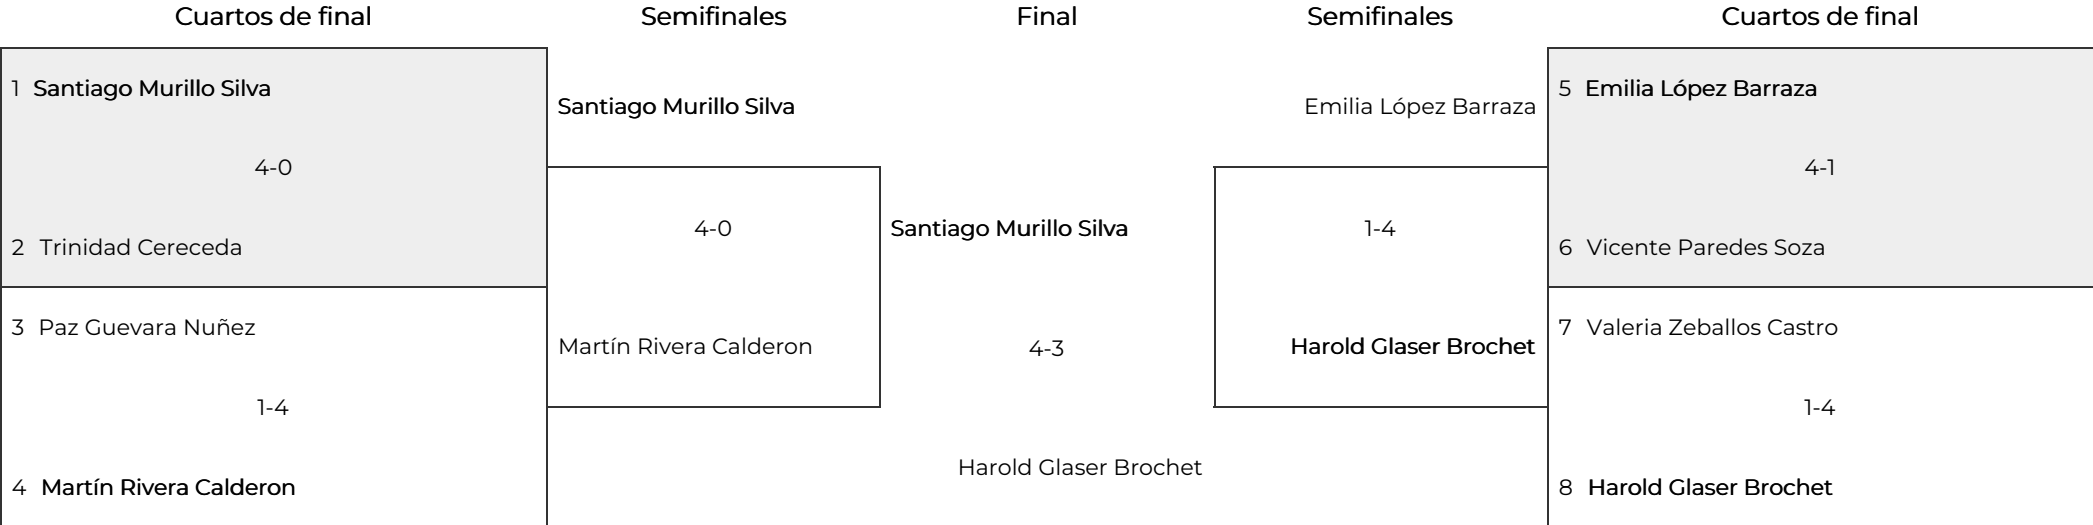 Cuartos de final
Semifinales
Final
Semifinales
Cuartos de final
1 Santiago Murillo Silva
4-0
2 Trinidad Cereceda
3 Paz Guevara Nuñez
1-4
4 Martín Rivera Calderon
Santiago Murillo Silva
4-0
Martín Rivera Calderon
Santiago Murillo Silva
4-3
Harold Glaser Brochet
Emilia López Barraza
1-4
Harold Glaser Brochet
5 Emilia López Barraza
4-1
6 Vicente Paredes Soza
7 Valeria Zeballos Castro
1-4
8 Harold Glaser Brochet